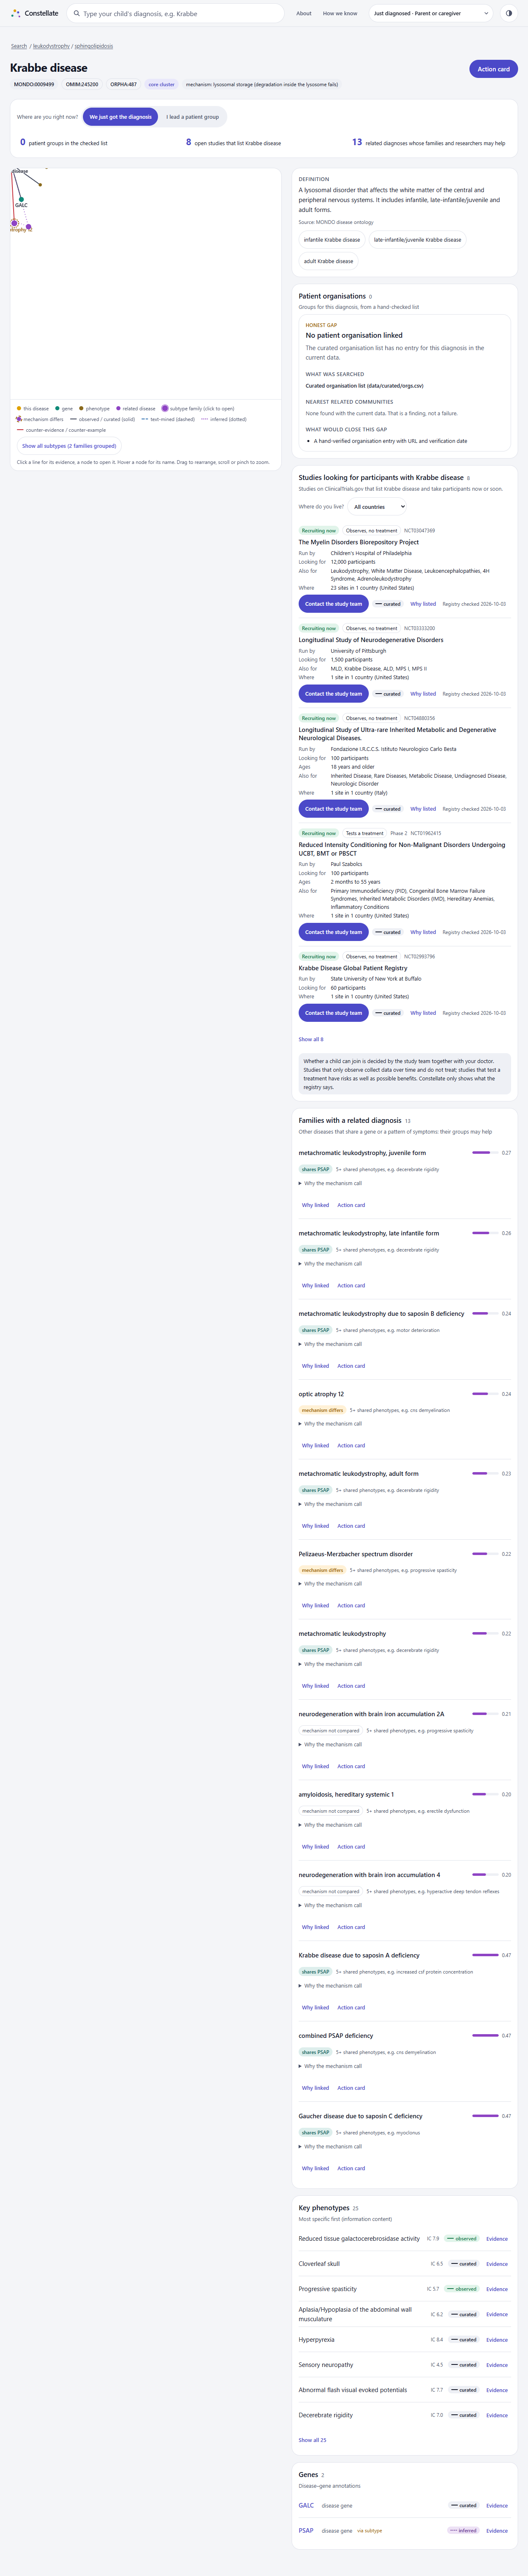 Constellate
Type your child's diagnosis, e.g. Krabbe
About
How we know
Just diagnosed · Parent or caregiver
Search / leukodystrophy / sphingolipidosis
Krabbe disease
Action card
MONDO:0009499
OMIM:245200
ORPHA:487
core cluster
mechanism: lysosomal storage (degradation inside the lysosome fails)
Where are you right now?
We just got the diagnosis
I lead a patient group
0 patient groups in the checked list
8 open studies that list Krabbe disease
13 related diagnoses whose families and researchers may help
disease
GALC
this disease
gene
phenotype
related disease
subtype family (click to open)
mechanism differs
observed / curated (solid)
text-mined (dashed)
inferred (dotted)
counter-evidence / counter-example
Show all subtypes (2 families grouped)
Click a line for its evidence, a node to open it. Hover a node for its name. Drag to rearrange, scroll or pinch to zoom.
DEFINITION
A lysosomal disorder that affects the white matter of the central and
peripheral nervous systems. It includes infantile, late-infantile/juvenile and
adult forms.
Source: MONDO disease ontology
infantile Krabbe disease
late-infantile/juvenile Krabbe disease
adult Krabbe disease
Patient organisations 0
Groups for this diagnosis, from a hand-checked list
HONEST GAP
No patient organisation linked
The curated organisation list has no entry for this diagnosis in the
current data.
WHAT WAS SEARCHED
Curated organisation list (data/curated/orgs.csv)
NEAREST RELATED COMMUNITIES
None found with the current data. That is a finding, not a failure.
WHAT WOULD CLOSE THIS GAP
A hand-verified organisation entry with URL and verification date
Studies looking for participants with Krabbe disease 8
Studies on ClinicalTrials.gov that list Krabbe disease and take participants now or soon.
Where do you live?
All countries
Recruiting now
Observes, no treatment
NCT03047369
The Myelin Disorders Biorepository Project
Run by Children's Hospital of Philadelphia
Looking for 12,000 participants
Also for Leukodystrophy, White Matter Disease, Leukoencephalopathies, 4H
Syndrome, Adrenoleukodystrophy
Where 23 sites in 1 country (United States)
Contact the study team
curated
Why listed
Registry checked 2026-10-03
Recruiting now
Observes, no treatment
NCT03333200
Longitudinal Study of Neurodegenerative Disorders
Run by University of Pittsburgh
Looking for 1,500 participants
Also for MLD, Krabbe Disease, ALD, MPS I, MPS II
Where 1 site in 1 country (United States)
Contact the study team
curated
Why listed
Registry checked 2026-10-03
Recruiting now
Observes, no treatment
NCT04880356
Longitudinal Study of Ultra-rare Inherited Metabolic and Degenerative
Neurological Diseases.
Run by Fondazione I.R.C.C.S. Istituto Neurologico Carlo Besta
Looking for 100 participants
Ages 18 years and older
Also for Inherited Disease, Rare Diseases, Metabolic Disease, Undiagnosed Disease,
Neurologic Disorder
Where 1 site in 1 country (Italy)
Contact the study team
curated
Why listed
Registry checked 2026-10-03
Recruiting now
Tests a treatment
Phase 2
NCT01962415
Reduced Intensity Conditioning for Non-Malignant Disorders Undergoing
UCBT, BMT or PBSCT
Run by Paul Szabolcs
Looking for 100 participants
Ages 2 months to 55 years
Also for Primary Immunodeficiency (PID), Congenital Bone Marrow Failure
Syndromes, Inherited Metabolic Disorders (IMD), Hereditary Anemias,
Inflammatory Conditions
Where 1 site in 1 country (United States)
Contact the study team
curated
Why listed
Registry checked 2026-10-03
Recruiting now
Observes, no treatment
NCT02993796
Krabbe Disease Global Patient Registry
Run by State University of New York at Buffalo
Looking for 60 participants
Where 1 site in 1 country (United States)
Contact the study team
curated
Why listed
Registry checked 2026-10-03
Show all 8
Whether a child can join is decided by the study team together with your doctor.
Studies that only observe collect data over time and do not treat; studies that test a
treatment have risks as well as possible benefits. Constellate only shows what the
registry says.
Families with a related diagnosis 13
Other diseases that share a gene or a pattern of symptoms: their groups may help
metachromatic leukodystrophy, juvenile form 0.27
shares PSAP 5+ shared phenotypes, e.g. decerebrate rigidity
Why the mechanism call
Why linked Action card
metachromatic leukodystrophy, late infantile form 0.26
shares PSAP 5+ shared phenotypes, e.g. decerebrate rigidity
Why the mechanism call
Why linked Action card
metachromatic leukodystrophy due to saposin B deficiency 0.24
shares PSAP 5+ shared phenotypes, e.g. motor deterioration
Why the mechanism call
Why linked Action card
optic atrophy 12 0.24
mechanism differs 5+ shared phenotypes, e.g. cns demyelination
Why the mechanism call
Why linked Action card
metachromatic leukodystrophy, adult form 0.23
shares PSAP 5+ shared phenotypes, e.g. decerebrate rigidity
Why the mechanism call
Why linked Action card
Pelizaeus-Merzbacher spectrum disorder 0.22
mechanism differs 5+ shared phenotypes, e.g. progressive spasticity
Why the mechanism call
Why linked Action card
metachromatic leukodystrophy 0.22
shares PSAP 5+ shared phenotypes, e.g. decerebrate rigidity
Why the mechanism call
Why linked Action card
neurodegeneration with brain iron accumulation 2A 0.21
mechanism not compared 5+ shared phenotypes, e.g. progressive spasticity
Why the mechanism call
Why linked Action card
amyloidosis, hereditary systemic 1 0.20
mechanism not compared 5+ shared phenotypes, e.g. erectile dysfunction
Why the mechanism call
Why linked Action card
neurodegeneration with brain iron accumulation 4 0.20
mechanism not compared 5+ shared phenotypes, e.g. hyperactive deep tendon reflexes
Why the mechanism call
Why linked Action card
Krabbe disease due to saposin A deficiency 0.47
shares PSAP 5+ shared phenotypes, e.g. increased csf protein concentration
Why the mechanism call
Why linked Action card
combined PSAP deficiency 0.47
shares PSAP 5+ shared phenotypes, e.g. cns demyelination
Why the mechanism call
Why linked Action card
Gaucher disease due to saposin C deficiency 0.47
shares PSAP 5+ shared phenotypes, e.g. myoclonus
Why the mechanism call
Why linked Action card
Key phenotypes 25
Most specific first (information content)
Reduced tissue galactocerebrosidase activity IC 7.9 observed Evidence
Cloverleaf skull IC 6.5 curated Evidence
Progressive spasticity IC 5.7 observed Evidence
Aplasia/Hypoplasia of the abdominal wall
musculature IC 6.2 curated Evidence
Hyperpyrexia IC 8.4 curated Evidence
Sensory neuropathy IC 4.5 curated Evidence
Abnormal flash visual evoked potentials IC 7.7 curated Evidence
Decerebrate rigidity IC 7.0 curated Evidence
Show all 25
Genes 2
Disease–gene annotations
GALC disease gene curated Evidence
PSAP disease gene via subtype inferred Evidence